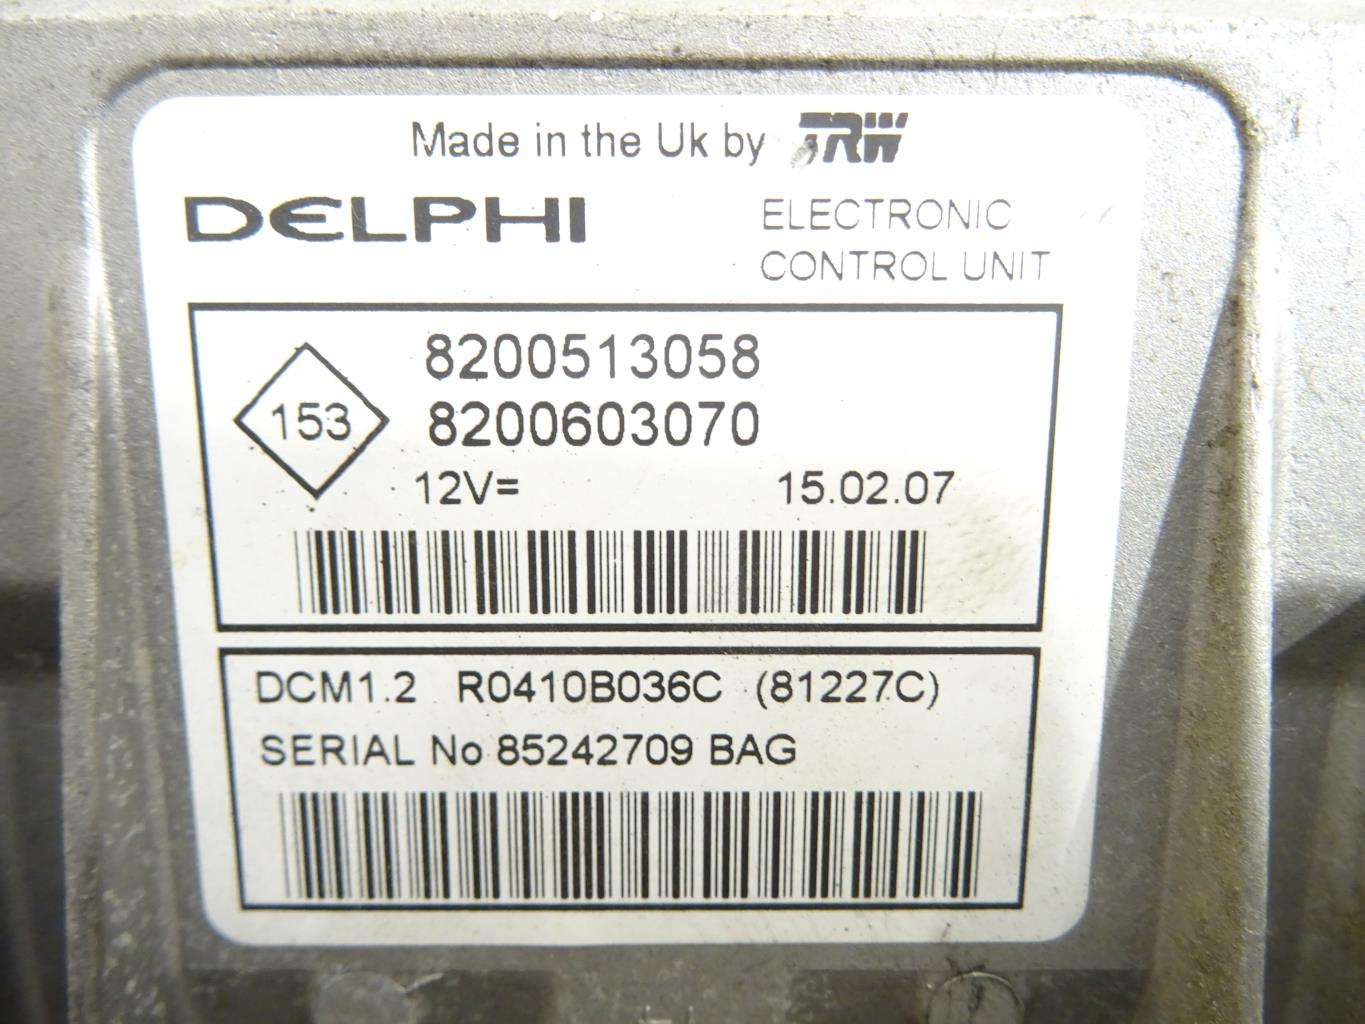 Made in the Uk by TRW
DELPHI
ELECTRONIC
CONTROL UNIT
153
8200513058
8200603070
12V= 15.02.07
DCM1.2 R0410B036C (81227C)
SERIAL No 85242709 BAG